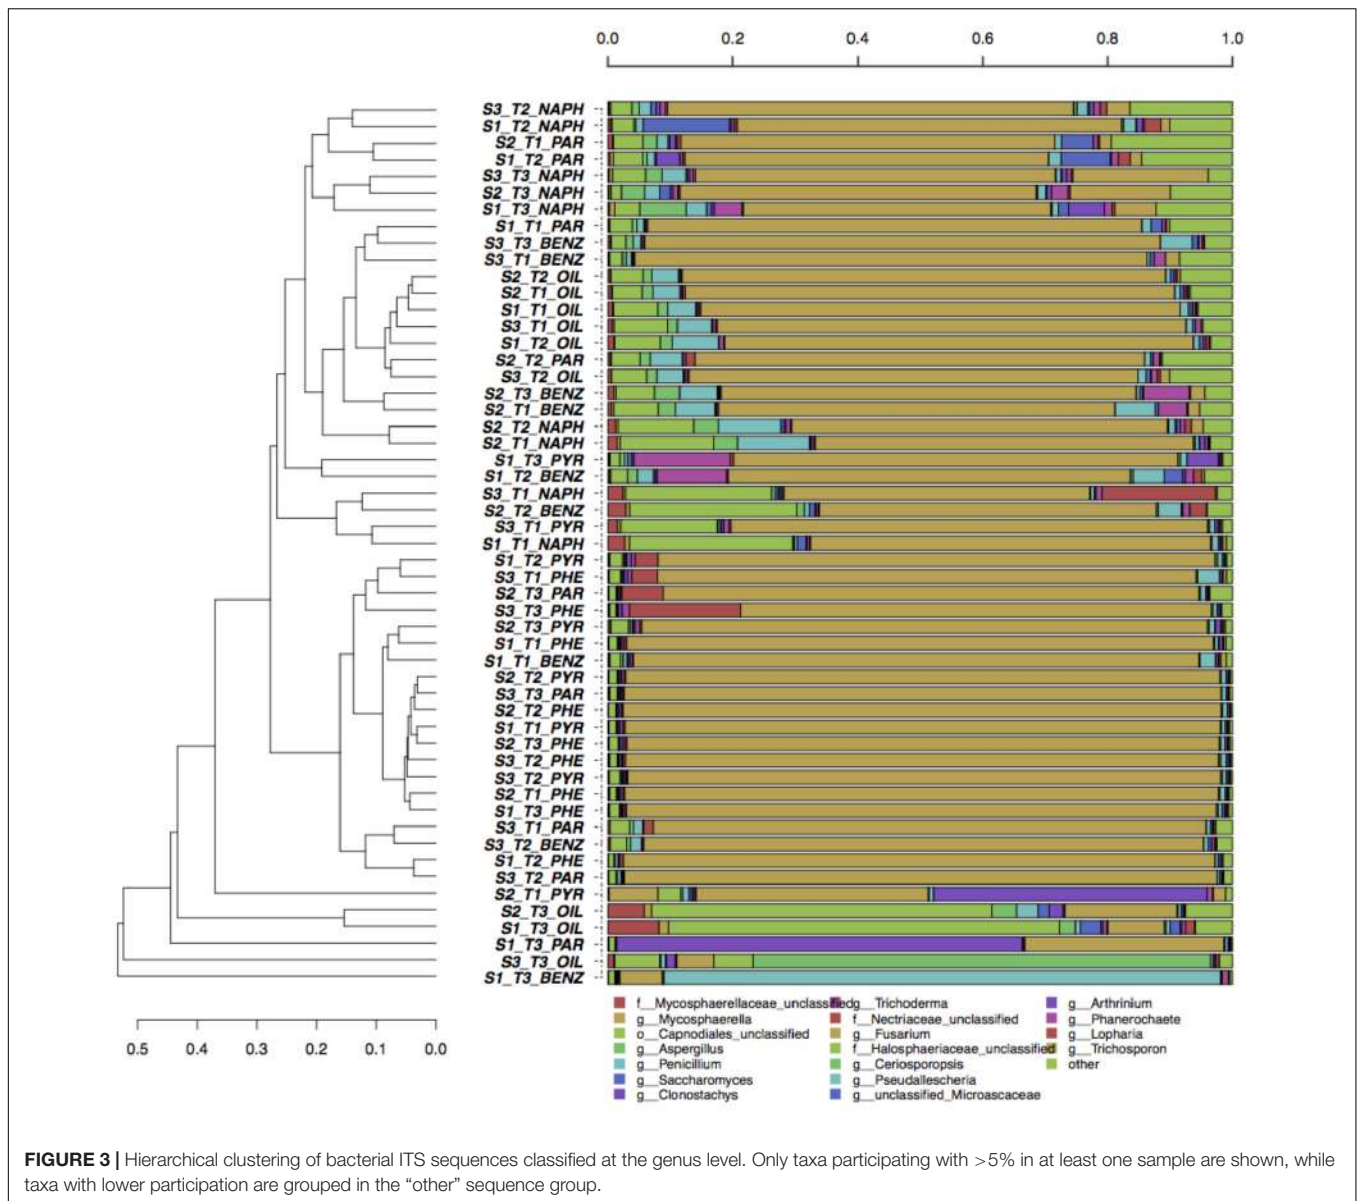 0.0 0.2 0.4 0.6 0.8 1.0
S3_T2_NAPH
S1_T2_NAPH
S2_T1_PAR
S1_T2_PAR
S3_T3_NAPH
S2_T3_NAPH
S1_T3_NAPH
S1_T1_PAR
S3_T3_BENZ
S3_T1_BENZ
S2_T2_OIL
S2_T1_OIL
S1_T1_OIL
S3_T1_OIL
S1_T2_OIL
S2_T2_PAR
S3_T2_OIL
S2_T3_BENZ
S2_T1_BENZ
S2_T2_NAPH
S2_T1_NAPH
S1_T3_PYR
S1_T2_BENZ
S3_T1_NAPH
S2_T2_BENZ
S3_T1_PYR
S1_T1_NAPH
S1_T2_PYR
S3_T1_PHE
S2_T3_PAR
S3_T3_PHE
S2_T3_PYR
S1_T1_PHE
S1_T1_BENZ
S2_T2_PYR
S3_T3_PAR
S2_T2_PHE
S1_T1_PYR
S2_T3_PHE
S3_T2_PHE
S3_T2_PYR
S2_T1_PHE
S1_T3_PHE
S3_T1_PAR
S3_T2_BENZ
S1_T2_PHE
S3_T2_PAR
S2_T1_PYR
S2_T3_OIL
S1_T3_OIL
S1_T3_PAR
S3_T3_OIL
S1_T3_BENZ
0.5 0.4 0.3 0.2 0.1 0.0
f__Mycosphaerellaceae_unclassified
g__Mycosphaerella
o__Capnodiales_unclassified
g__Aspergillus
g__Penicillium
g__Saccharomyces
g__Clonostachys
g__Trichoderma
f__Nectriaceae_unclassified
g__Fusarium
f__Halosphaeriaceae_unclassified
g__Ceriosporopsis
g__Pseudallescheria
g__unclassified_Microascaceae
g__Arthrinium
g__Phanerochaete
g__Lopharia
g__Trichosporon
other
FIGURE 3 | Hierarchical clustering of bacterial ITS sequences classified at the genus level. Only taxa participating with >5% in at least one sample are shown, while
taxa with lower participation are grouped in the “other” sequence group.